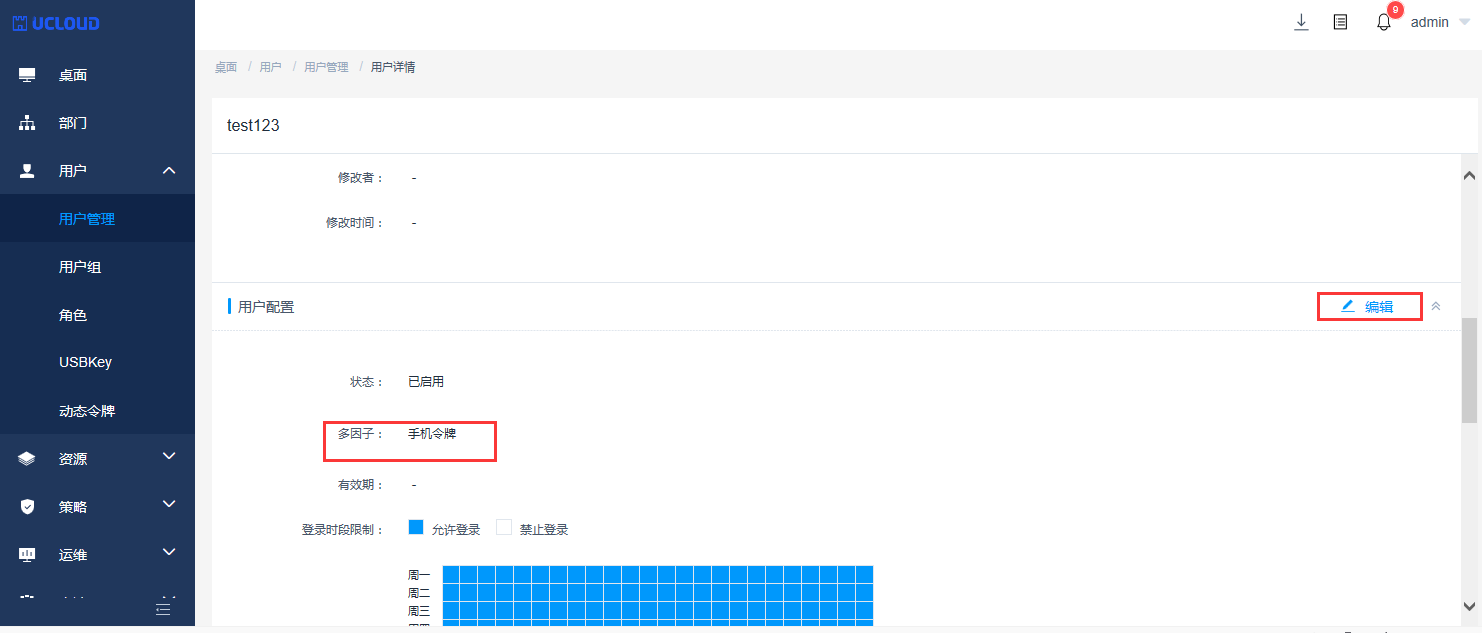 UCLOUD
9
admin
桌面
部门
用户
用户管理
用户组
角色
USBKey
动态令牌
资源
策略
运维
桌面 / 用户 / 用户管理 / 用户详情
test123
修改者： -
修改时间： -
用户配置
编辑
状态： 已启用
多因子： 手机令牌
有效期： -
登录时段限制： 允许登录 禁止登录
周一
周二
周三